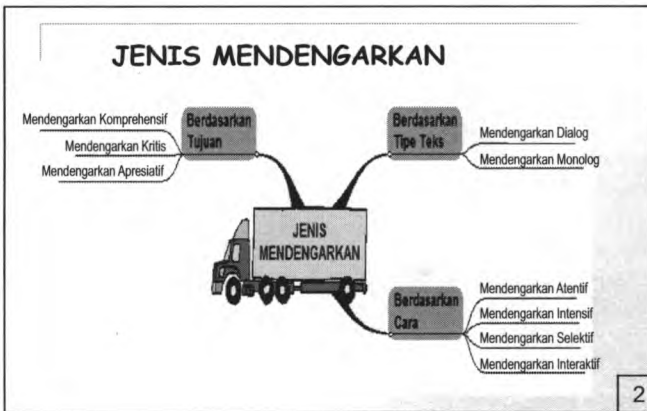 JENIS MENDENGARKAN
Berdasarkan
Tujuan
Mendengarkan Komprehensif
Mendengarkan Kritis
Mendengarkan Apresiatif
Berdasarkan
Tipe Teks
Mendengarkan Dialog
Mendengarkan Monolog
JENIS
MENDENGARKAN
Berdasarkan
Cara
Mendengarkan Atentif
Mendengarkan Intensif
Mendengarkan Selektif
Mendengarkan Interaktif
2